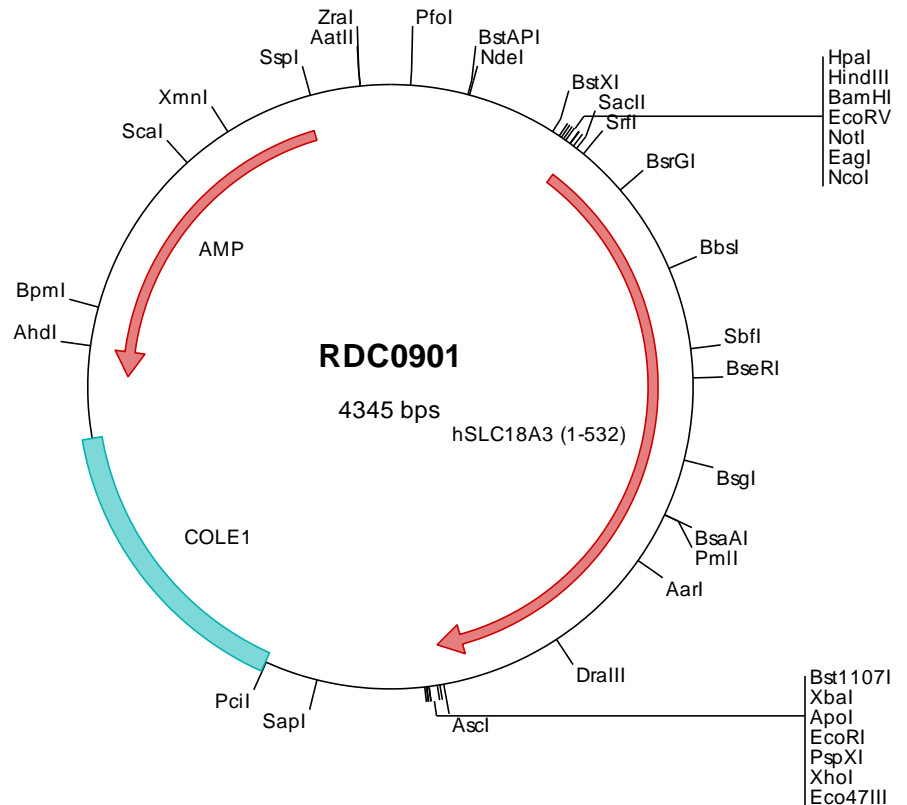 ZraI
AatII
SspI
XmnI
ScaI
PfoI
BstAPI
NdeI
BstXI
SacII
SrfI
HpaI
HindIII
BamHI
EcoRV
NotI
EagI
NcoI
BsrGI
BbsI
SbfI
BseRI
BsgI
BsaAI
PmlI
AarI
DraIII
AMP
BpmI
AhdI
RDC0901
4345 bps
hSLC18A3 (1-532)
COLE1
PciI
SapI
AscI
Bst1107I
XbaI
ApoI
EcoRI
PspXI
XhoI
Eco47III